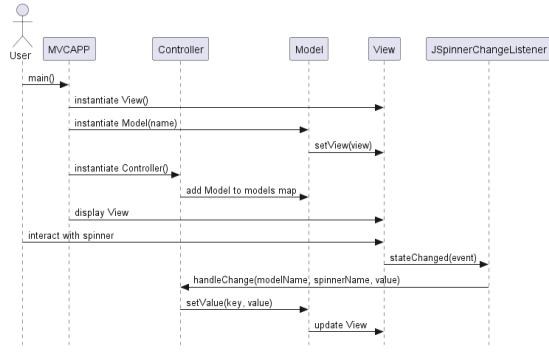 User
MVCAPP
Controller
Model
View
JSpinnerChangeListener
main()
instantiate View()
instantiate Model(name)
setView(view)
instantiate Controller()
add Model to models map
display View
interact with spinner
stateChanged(event)
handleChange(modelName, spinnerName, value)
setValue(key, value)
update View